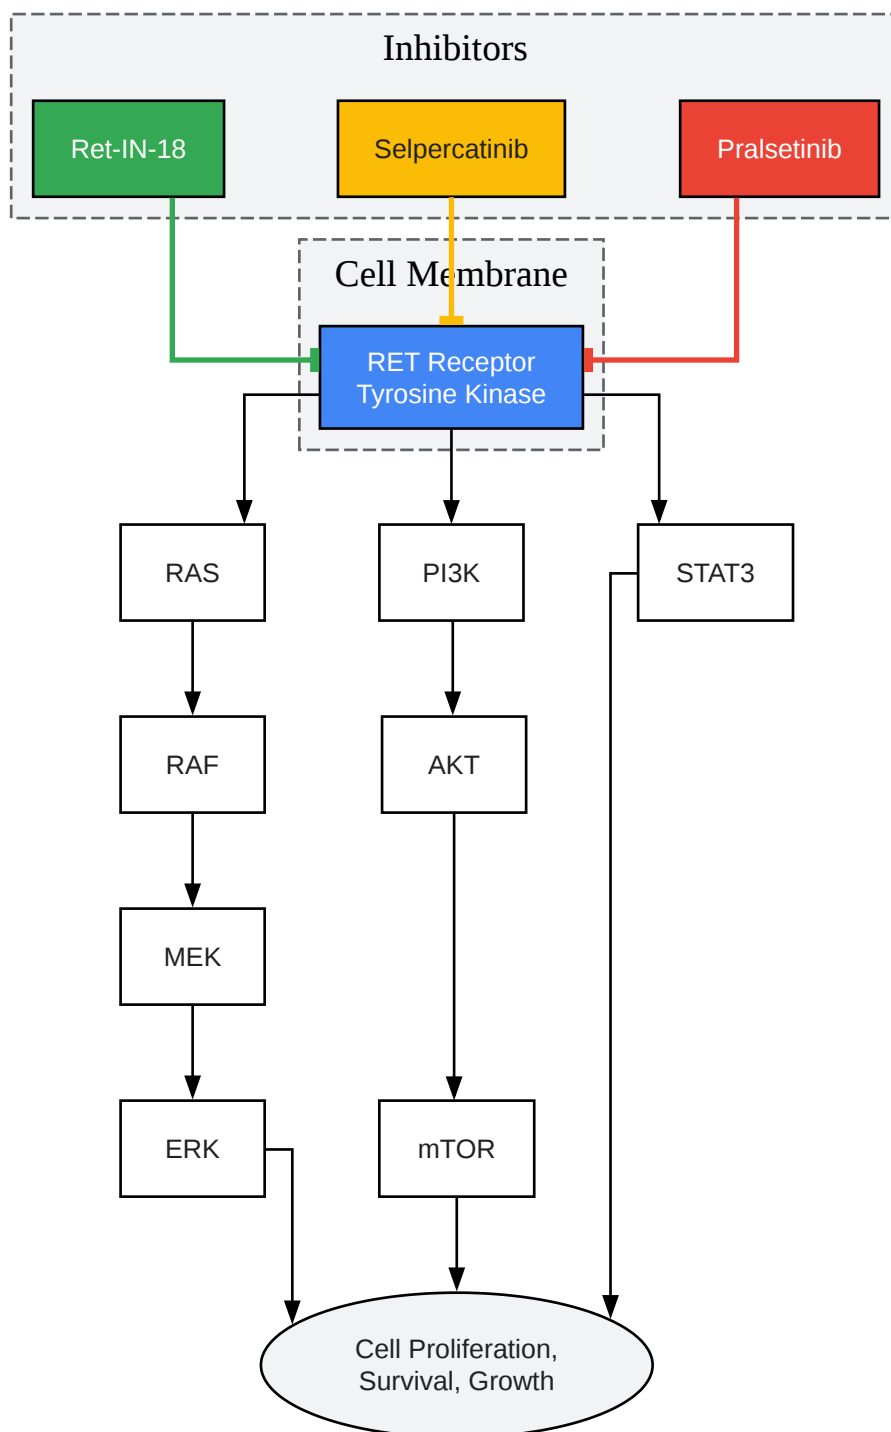 Inhibitors
Ret-IN-18
Selpercatinib
Pralsetinib
Cell Membrane
RET Receptor
Tyrosine Kinase
RAS
PI3K
STAT3
RAF
AKT
MEK
ERK
mTOR
Cell Proliferation,
Survival, Growth